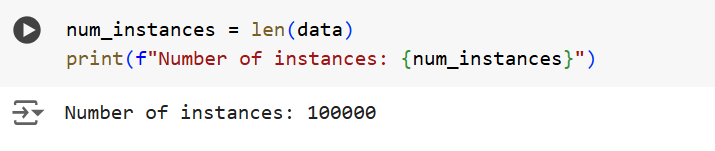 num_instances = len(data)
print(f"Number of instances: {num_instances}")
Number of instances: 100000